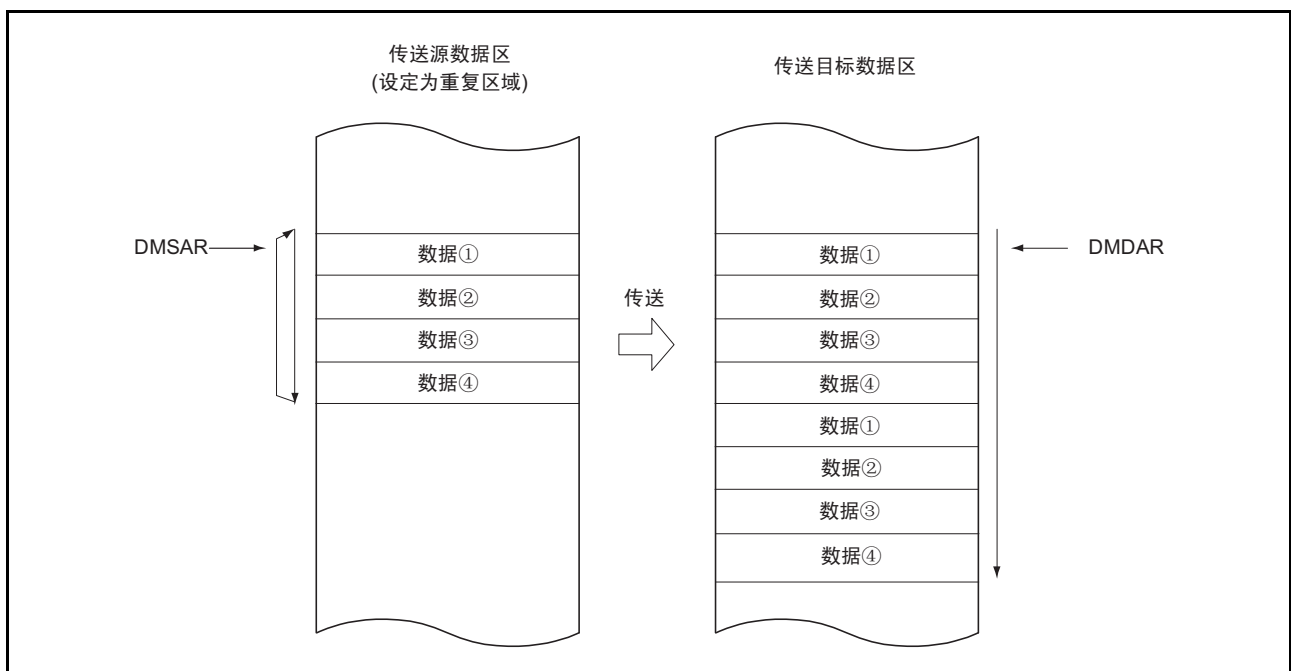 传送源数据区
(设定为重复区域)
传送目标数据区
DMSAR
数据①
数据②
数据③
数据④
传送
数据①
数据②
数据③
数据④
数据①
数据②
数据③
数据④
DMDAR